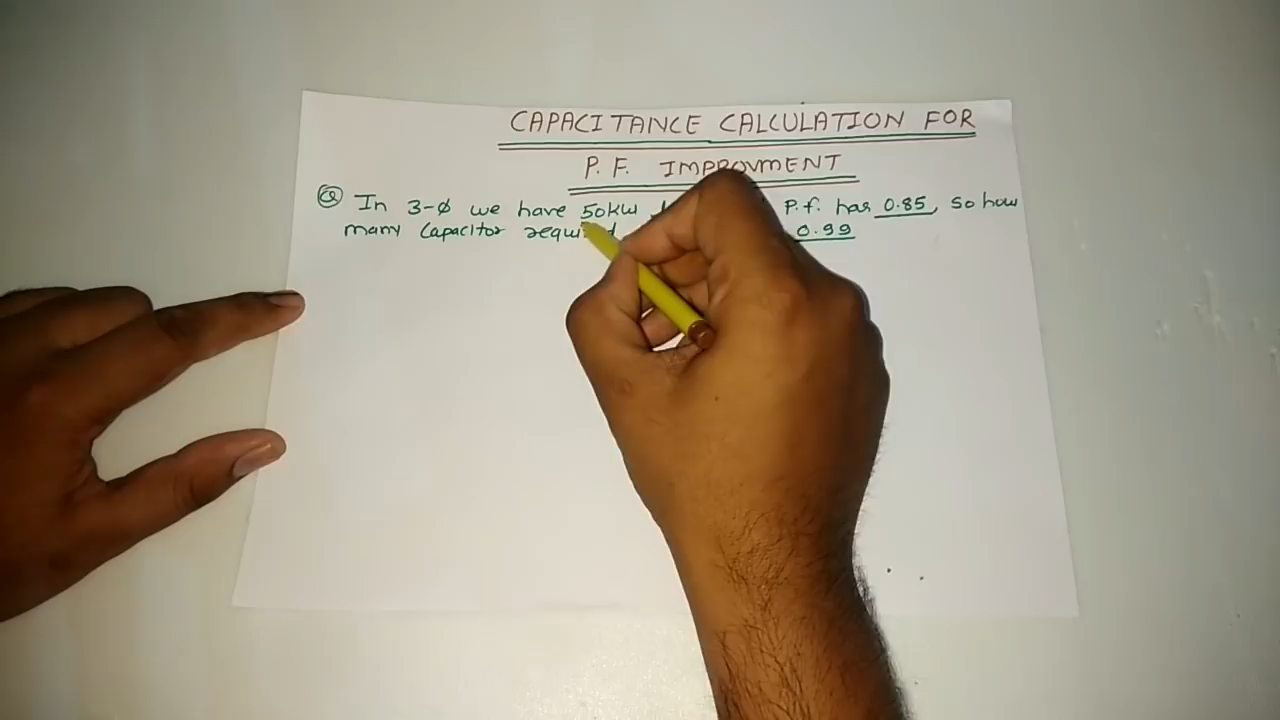 CAPACITANCE CALCULATION FOR
P.F. IMPROVMENT
Q In 3-ϕ we have 50kW P.f. has 0.85, so how
many Capacitor 0.99